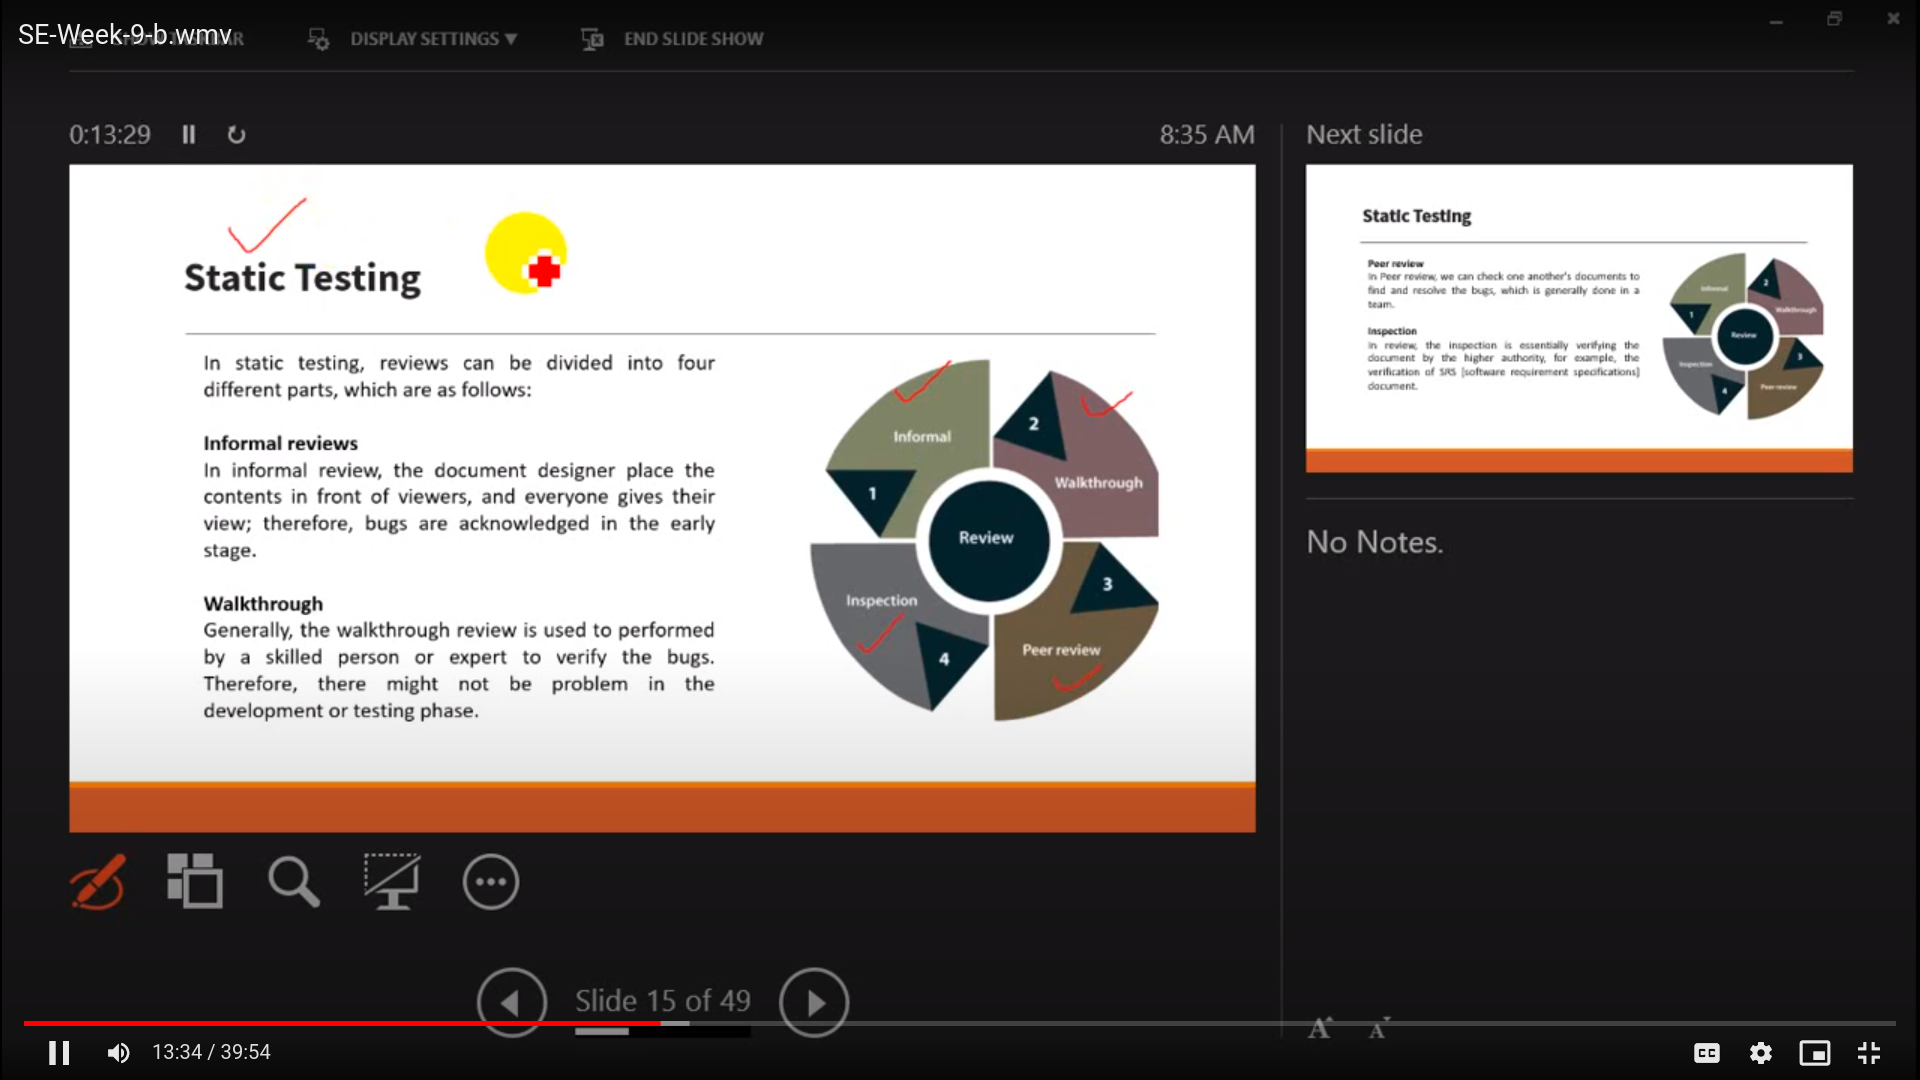 SE-Week-9-b.wmv
DISPLAY SETTINGS ▼
END SLIDE SHOW
0:13:29
8:35 AM
Next slide
Static Testing
In static testing, reviews can be divided into four
different parts, which are as follows:
Informal reviews
In informal review, the document designer place the
contents in front of viewers, and everyone gives their
view; therefore, bugs are acknowledged in the early
stage.
Walkthrough
Generally, the walkthrough review is used to performed
by a skilled person or expert to verify the bugs.
Therefore, there might not be problem in the
development or testing phase.
Informal
1
2
Walkthrough
Review
Inspection
3
4
Peer review
Static Testing
Peer review
In Peer review, we can check one another's documents to
find and resolve the bugs, which is generally done in a
team.
Inspection
In review, the inspection is essentially verifying the
document by the higher authority, for example, the
verification of SRS [software requirement specifications]
document.
Informal
1
2
Walkthrough
Review
Inspection
3
4
Peer review
No Notes.
Slide 15 of 49
A A
13:34 / 39:54
CC